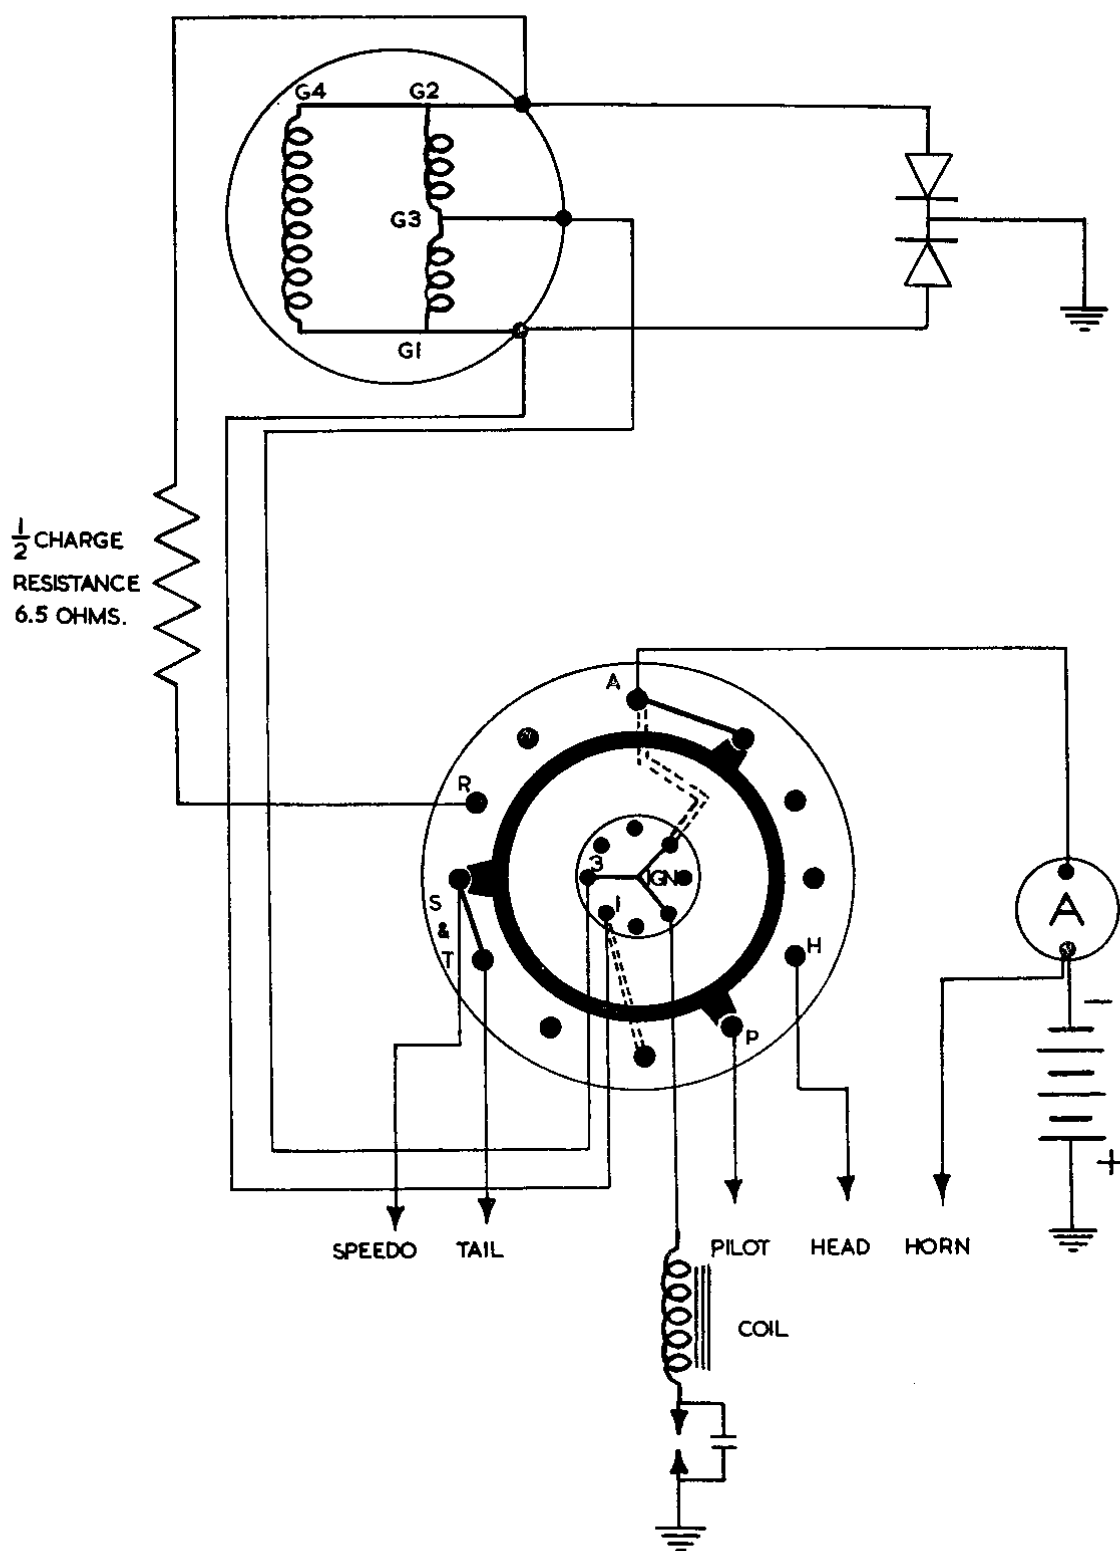 G4
G2
G3
G1
1/2 CHARGE
RESISTANCE
6.5 OHMS.
A
R
3
IGN
1
S
&
T
H
P
A
−
+
SPEEDO
TAIL
PILOT
HEAD
HORN
COIL